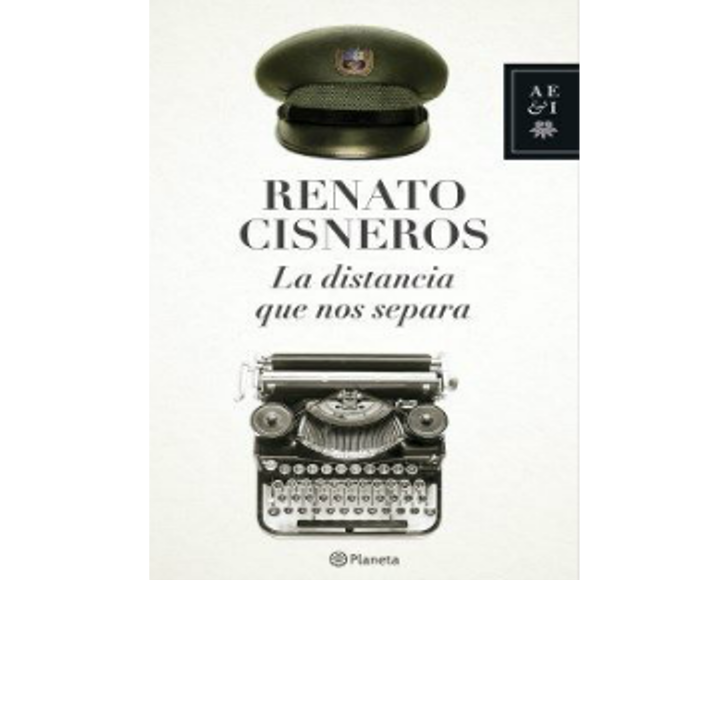 A E
& I
RENATO
CISNEROS
La distancia
que nos separa
Planeta